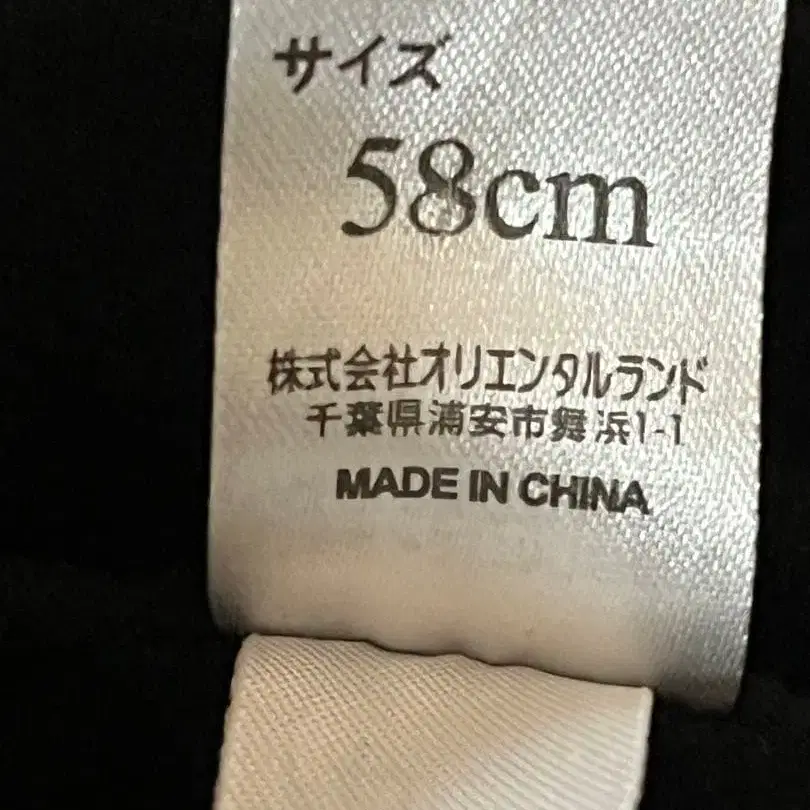 サイズ
58cm
株式会社オリエンタルランド
千葉県浦安市舞浜1-1
MADE IN CHINA